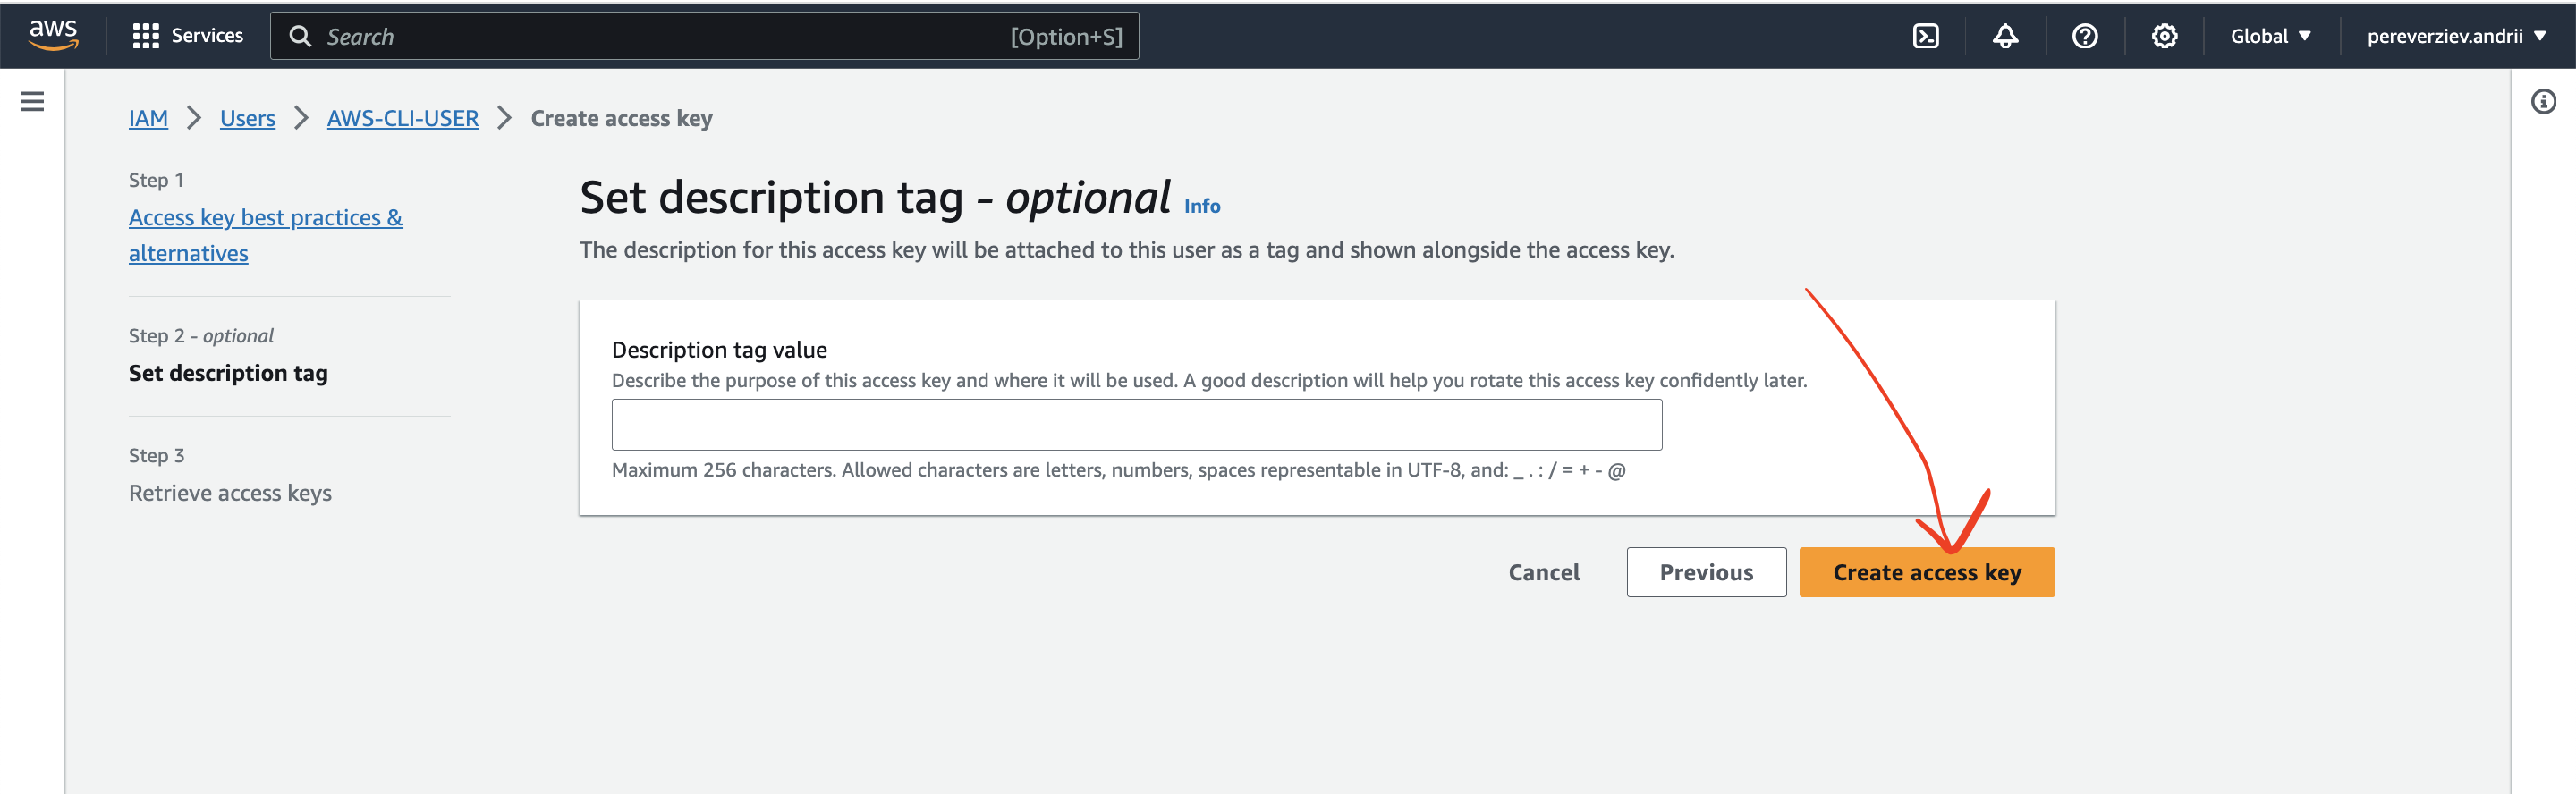 aws
Services
Search
[Option+S]
Global
pereverziev.andrii
IAM
Users
AWS-CLI-USER
Create access key
Step 1
Access key best practices &
alternatives
Step 2 - optional
Set description tag
Step 3
Retrieve access keys
Set description tag - optional Info
The description for this access key will be attached to this user as a tag and shown alongside the access key.
Description tag value
Describe the purpose of this access key and where it will be used. A good description will help you rotate this access key confidently later.
Maximum 256 characters. Allowed characters are letters, numbers, spaces representable in UTF-8, and: _ . : / = + - @
Cancel
Previous
Create access key